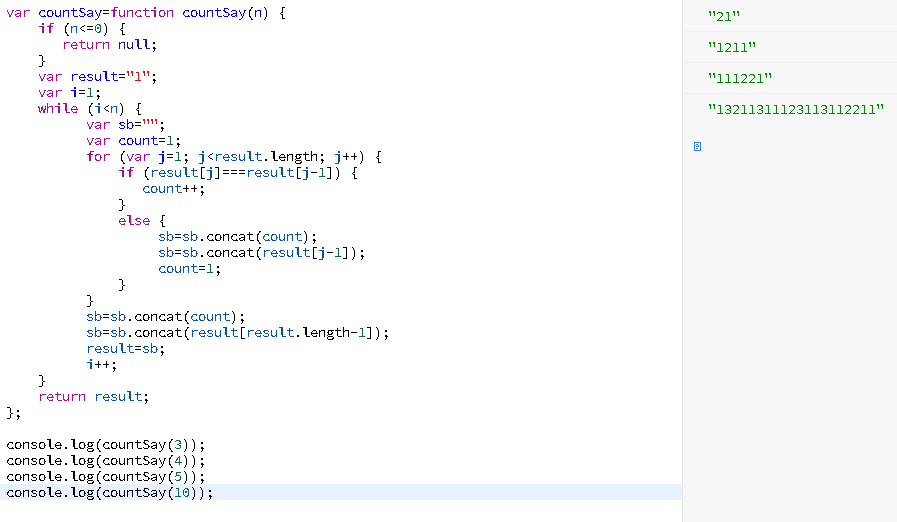 var countSay=function countSay(n) {
    if (n<=0) {
       return null;
    }
    var result="1";
    var i=1;
    while (i<n) {
          var sb="";
          var count=1;
          for (var j=1; j<result.length; j++) {
              if (result[j]===result[j-1]) {
                 count++;
              }
              else {
                   sb=sb.concat(count);
                   sb=sb.concat(result[j-1]);
                   count=1;
              }
          }
          sb=sb.concat(count);
          sb=sb.concat(result[result.length-1]);
          result=sb;
          i++;
    }
    return result;
};

console.log(countSay(3));
console.log(countSay(4));
console.log(countSay(5));
console.log(countSay(10));
"21"
"1211"
"111221"
"13211311123113112211"